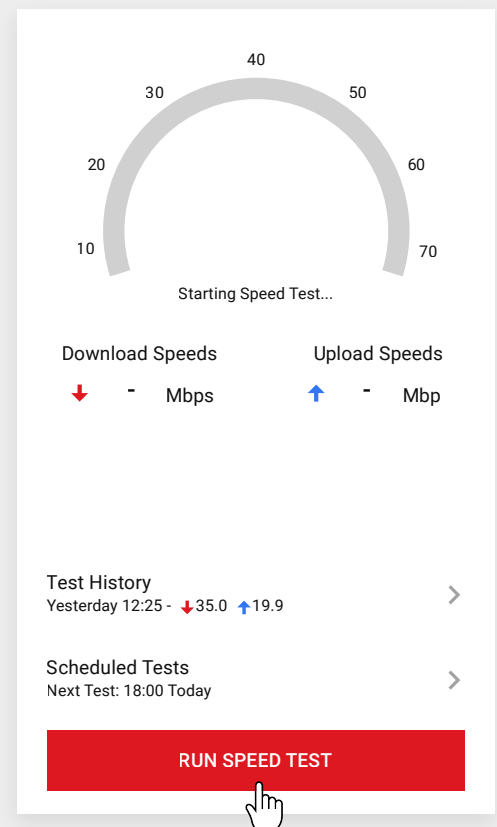 40
30
50
20
60
10
70
Starting Speed Test...
Download Speeds
Upload Speeds
- Mbps
- Mbp
Test History
Yesterday 12:25 - 35.0 19.9
Scheduled Tests
Next Test: 18:00 Today
RUN SPEED TEST